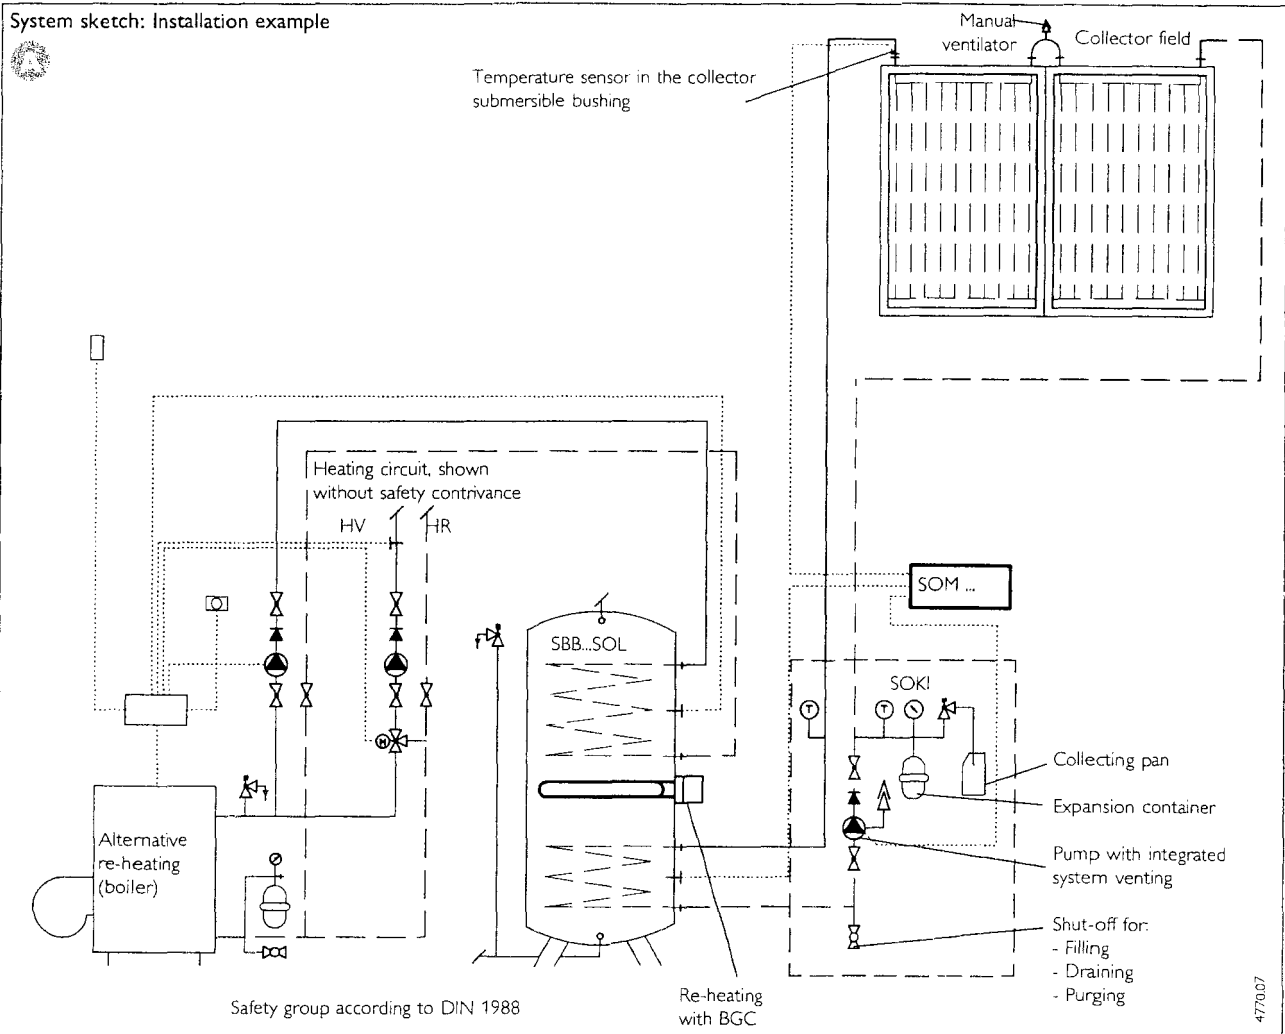 System sketch: Installation example
A
Manual
ventilator
Collector field
Temperature sensor in the collector
submersible bushing
Heating circuit, shown
without safety contrivance
HV
HR
SOM ...
SBB...SOL
SOKI
T
T
M
Collecting pan
Expansion container
Pump with integrated
system venting
Alternative
re-heating
(boiler)
Shut-off for:
- Filling
- Draining
- Purging
Re-heating
with BGC
Safety group according to DIN 1988
4770.07